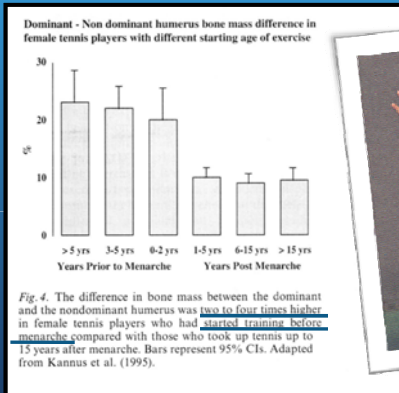 Dominant - Non dominant humerus bone mass difference in
female tennis players with different starting age of exercise
30
20
%
10
0
>5 yrs 3-5 yrs 0-2 yrs 1-5 yrs 6-15 yrs >15 yrs
Years Prior to Menarche Years Post Menarche
Fig. 4. The difference in bone mass between the dominant
and the nondominant humerus was two to four times higher
in female tennis players who had started training before
menarche compared with those who took up tennis up to
15 years after menarche. Bars represent 95% CIs. Adapted
from Kannus et al. (1995).